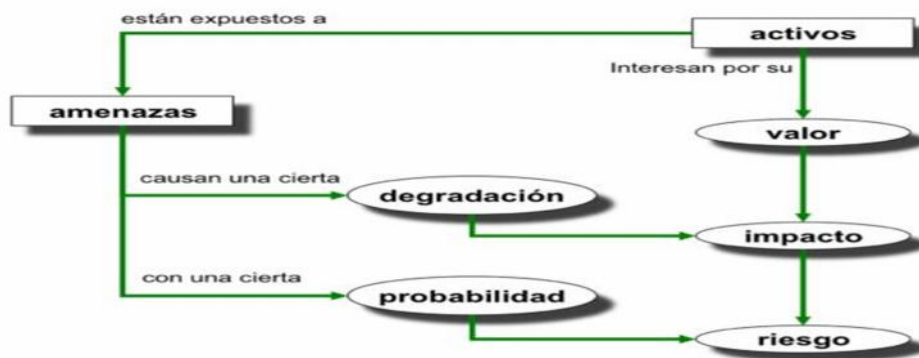 están expuestos a
activos
Interesan por su
amenazas
valor
causan una cierta
degradación
impacto
con una cierta
probabilidad
riesgo